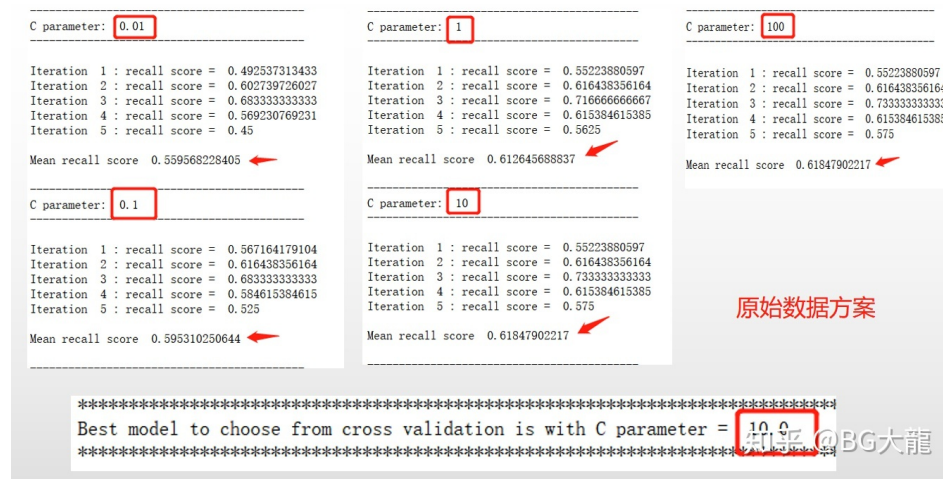 C parameter: 0.01
Iteration 1 : recall score = 0.492537313433
Iteration 2 : recall score = 0.602739726027
Iteration 3 : recall score = 0.683333333333
Iteration 4 : recall score = 0.569230769231
Iteration 5 : recall score = 0.45
Mean recall score 0.559568228405
C parameter: 0.1
Iteration 1 : recall score = 0.567164179104
Iteration 2 : recall score = 0.616438356164
Iteration 3 : recall score = 0.683333333333
Iteration 4 : recall score = 0.584615384615
Iteration 5 : recall score = 0.525
Mean recall score 0.595310250644
C parameter: 1
Iteration 1 : recall score = 0.55223880597
Iteration 2 : recall score = 0.616438356164
Iteration 3 : recall score = 0.716666666667
Iteration 4 : recall score = 0.615384615385
Iteration 5 : recall score = 0.5625
Mean recall score 0.612645688837
C parameter: 10
Iteration 1 : recall score = 0.55223880597
Iteration 2 : recall score = 0.616438356164
Iteration 3 : recall score = 0.733333333333
Iteration 4 : recall score = 0.615384615385
Iteration 5 : recall score = 0.575
Mean recall score 0.61847902217
C parameter: 100
Iteration 1 : recall score = 0.55223880597
Iteration 2 : recall score = 0.616438356164
Iteration 3 : recall score = 0.733333333333
Iteration 4 : recall score = 0.615384615385
Iteration 5 : recall score = 0.575
Mean recall score 0.61847902217
原始数据方案
Best model to choose from cross validation is with C parameter = 10.0
知乎 @BG大龍